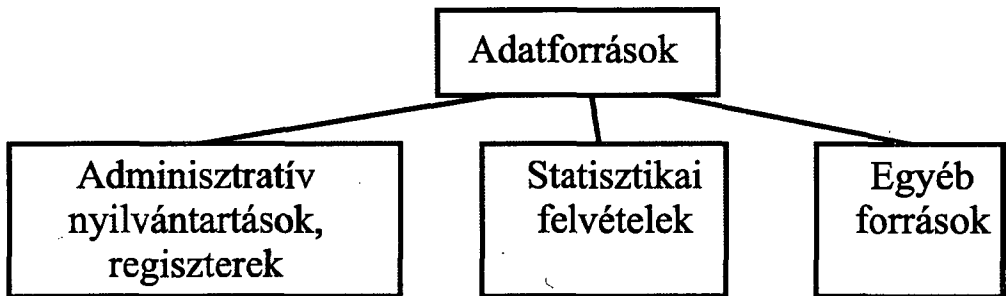 Adatforrások
Adminisztratív
nyilvántartások,
regiszterek
Statisztikai
felvételek
Egyéb
források